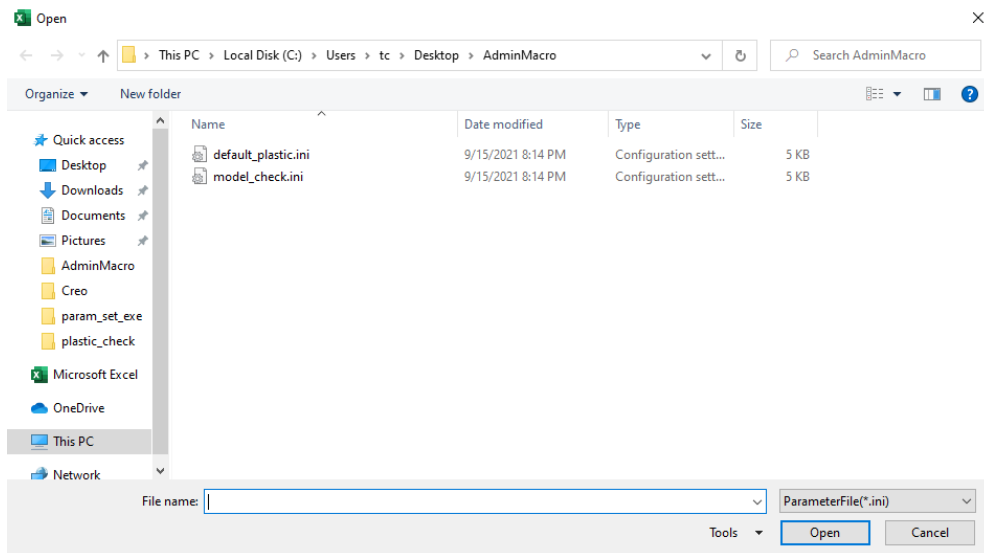 Open
This PC > Local Disk (C:) > Users > tc > Desktop > AdminMacro
Search AdminMacro
Organize
New folder
Name
Date modified
Type
Size
default_plastic.ini
9/15/2021 8:14 PM
Configuration sett...
5 KB
model_check.ini
9/15/2021 8:14 PM
Configuration sett...
5 KB
Quick access
Desktop
Downloads
Documents
Pictures
AdminMacro
Creo
param_set_exe
plastic_check
Microsoft Excel
OneDrive
This PC
Network
File name:
ParameterFile(*.ini)
Tools
Open
Cancel